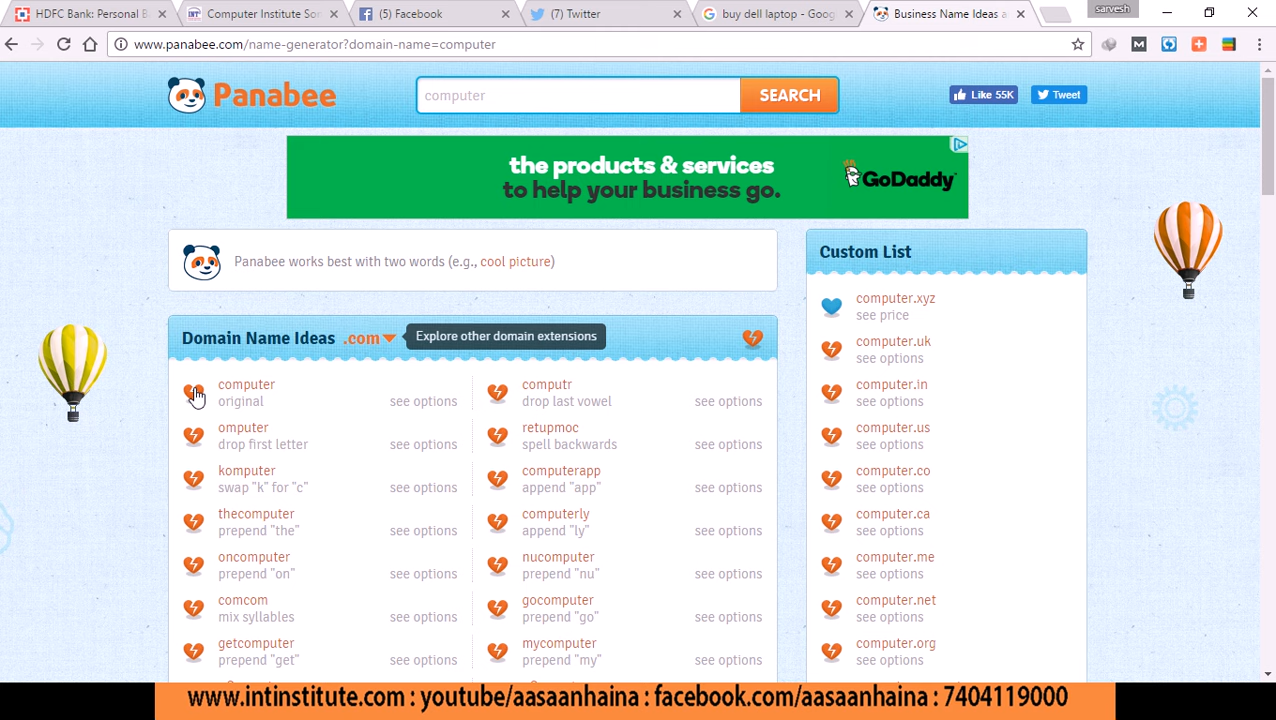 HDFC Bank: Personal B
Computer Institute Son
(5) Facebook
(7) Twitter
buy dell laptop - Goog
Business Name Ideas a
sarvesh
www.panabee.com/name-generator?domain-name=computer
Panabee
computer
SEARCH
Like 55K
Tweet
the products & services
to help your business go.
GoDaddy
Panabee works best with two words (e.g., cool picture)
Domain Name Ideas .com
Explore other domain extensions
computer
original
see options
computr
drop last vowel
see options
omputer
drop first letter
see options
retupmoc
spell backwards
see options
komputer
swap "k" for "c"
see options
computerapp
append "app"
see options
thecomputer
prepend "the"
see options
computerly
append "ly"
see options
oncomputer
prepend "on"
see options
nucomputer
prepend "nu"
see options
comcom
mix syllables
see options
gocomputer
prepend "go"
see options
getcomputer
prepend "get"
see options
mycomputer
prepend "my"
see options
Custom List
computer.xyz
see price
computer.uk
see options
computer.in
see options
computer.us
see options
computer.co
see options
computer.ca
see options
computer.me
see options
computer.net
see options
computer.org
see options
www.intinstitute.com : youtube/aasaanhaina : facebook.com/aasaanhaina : 7404119000